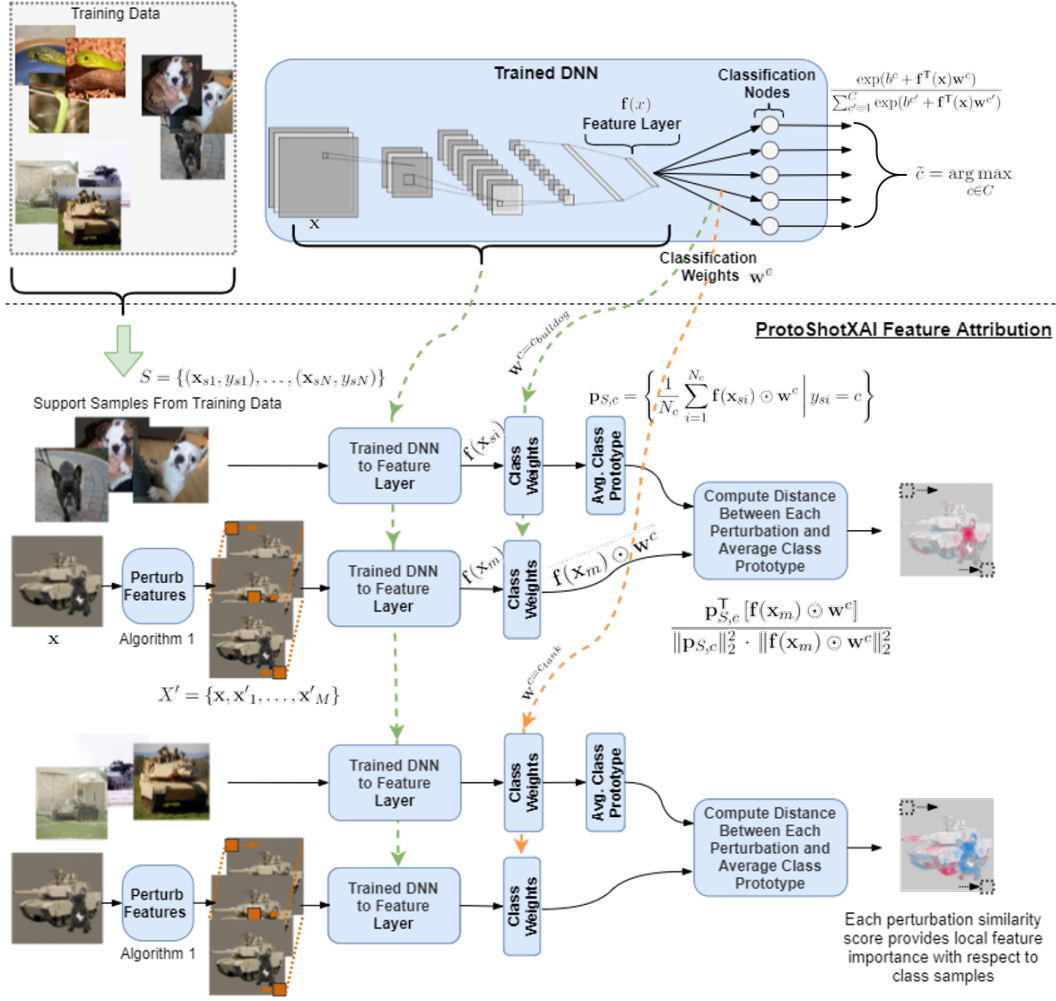 Training Data
Trained DNN
Classification
Nodes
f(x)
Feature Layer
x
exp(b^c + f^T(x)w^c)
∑_{c'=1}^{C} exp(b^{c'} + f^T(x)w^{c'})
c̃ = arg max
c∈C
Classification
Weights w^c
ProtoShotXAI Feature Attribution
w^{c=c_{bulldog}}
S = {(x_{s1}, y_{s1}), . . . , (x_{sN}, y_{sN})}
Support Samples From Training Data
p_{S,c} = { 1/N_c ∑_{i=1}^{N_c} f(x_{si}) ⊙ w^c | y_{si} = c }
Trained DNN
to Feature
Layer
f(x_{si})
Class
Weights
Avg. Class
Prototype
Compute Distance
Between Each
Perturbation and
Average Class
Prototype
x
Perturb
Features
Algorithm 1
Trained DNN
to Feature
Layer
f(x_m)
Class
Weights
f(x_m) ⊙ w^c
p_{S,c}^T [f(x_m) ⊙ w^c]
‖p_{S,c}‖_2^2 · ‖f(x_m) ⊙ w^c‖_2^2
X' = {x, x'_1, . . . , x'_M}
w^{c=c_{tank}}
Trained DNN
to Feature
Layer
Class
Weights
Avg. Class
Prototype
Compute Distance
Between Each
Perturbation and
Average Class
Prototype
Perturb
Features
Algorithm 1
Trained DNN
to Feature
Layer
Class
Weights
Each perturbation similarity
score provides local feature
importance with respect to
class samples